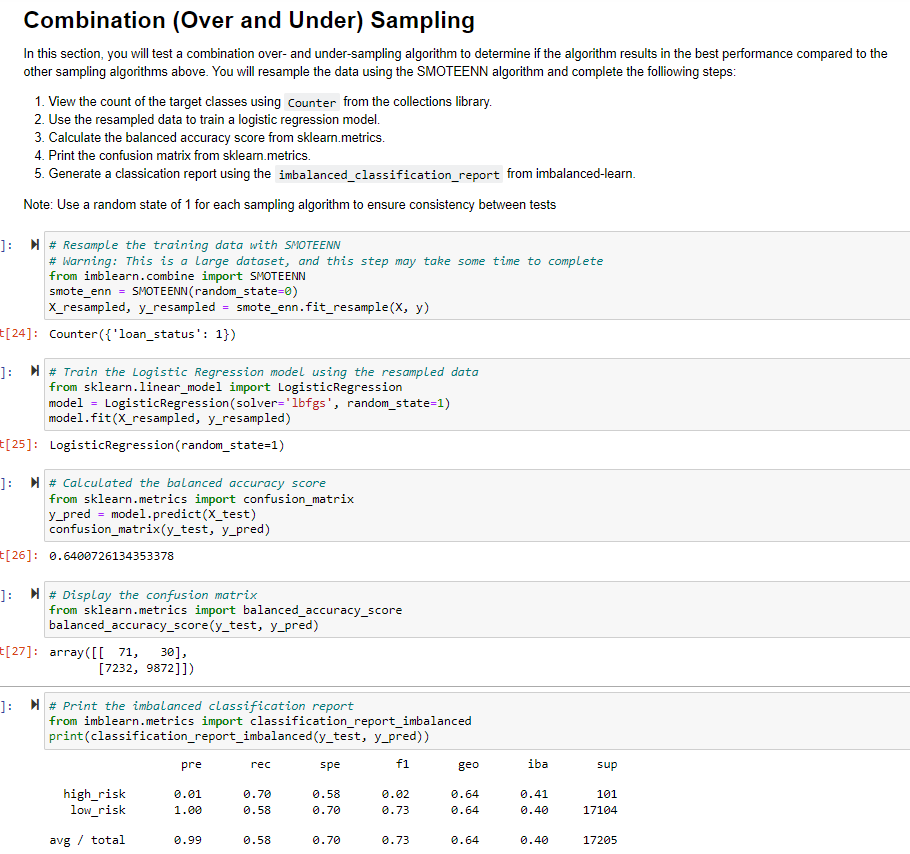 Combination (Over and Under) Sampling
In this section, you will test a combination over- and under-sampling algorithm to determine if the algorithm results in the best performance compared to the
other sampling algorithms above. You will resample the data using the SMOTEENN algorithm and complete the folliowing steps:
1. View the count of the target classes using Counter from the collections library.
2. Use the resampled data to train a logistic regression model.
3. Calculate the balanced accuracy score from sklearn.metrics.
4. Print the confusion matrix from sklearn.metrics.
5. Generate a classication report using the imbalanced_classification_report from imbalanced-learn.
Note: Use a random state of 1 for each sampling algorithm to ensure consistency between tests
]: # Resample the training data with SMOTEENN
# Warning: This is a large dataset, and this step may take some time to complete
from imblearn.combine import SMOTEENN
smote_enn = SMOTEENN(random_state=0)
X_resampled, y_resampled = smote_enn.fit_resample(X, y)
t[24]: Counter({'loan_status': 1})
]: # Train the Logistic Regression model using the resampled data
from sklearn.linear_model import LogisticRegression
model = LogisticRegression(solver='lbfgs', random_state=1)
model.fit(X_resampled, y_resampled)
t[25]: LogisticRegression(random_state=1)
]: # Calculated the balanced accuracy score
from sklearn.metrics import confusion_matrix
y_pred = model.predict(X_test)
confusion_matrix(y_test, y_pred)
t[26]: 0.6400726134353378
]: # Display the confusion matrix
from sklearn.metrics import balanced_accuracy_score
balanced_accuracy_score(y_test, y_pred)
t[27]: array([[ 71, 30],
[7232, 9872]])
]: # Print the imbalanced classification report
from imblearn.metrics import classification_report_imbalanced
print(classification_report_imbalanced(y_test, y_pred))
pre rec spe f1 geo iba sup
high_risk 0.01 0.70 0.58 0.02 0.64 0.41 101
low_risk 1.00 0.58 0.70 0.73 0.64 0.40 17104
avg / total 0.99 0.58 0.70 0.73 0.64 0.40 17205